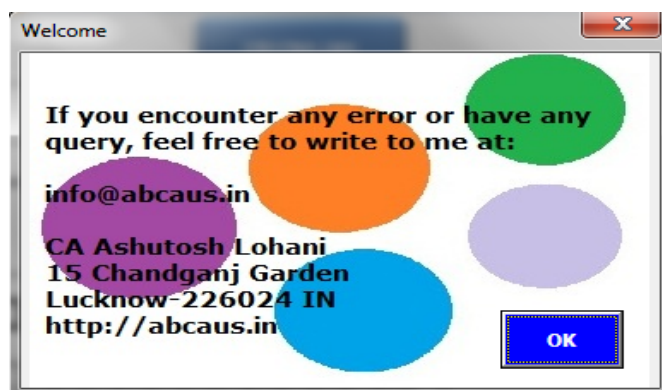 Welcome
If you encounter any error or have any
query, feel free to write to me at:
info@abcaus.in
CA Ashutosh Lohani
15 Chandganj Garden
Lucknow-226024 IN
http://abcaus.in
OK